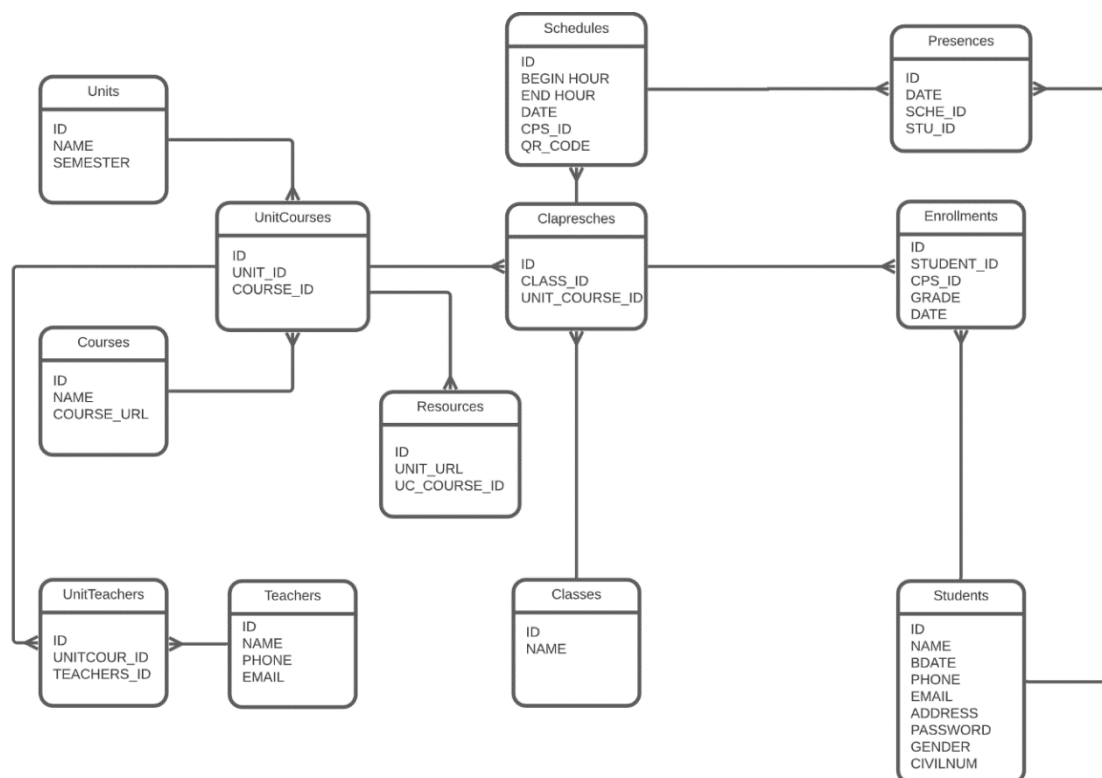 Schedules
ID
BEGIN HOUR
END HOUR
DATE
CPS_ID
QR_CODE
Presences
ID
DATE
SCHE_ID
STU_ID
Units
ID
NAME
SEMESTER
UnitCourses
ID
UNIT_ID
COURSE_ID
Clapresches
ID
CLASS_ID
UNIT_COURSE_ID
Enrollments
ID
STUDENT_ID
CPS_ID
GRADE
DATE
Courses
ID
NAME
COURSE_URL
Resources
ID
UNIT_URL
UC_COURSE_ID
UnitTeachers
ID
UNITCOUR_ID
TEACHERS_ID
Teachers
ID
NAME
PHONE
EMAIL
Classes
ID
NAME
Students
ID
NAME
BDATE
PHONE
EMAIL
ADDRESS
PASSWORD
GENDER
CIVILNUM